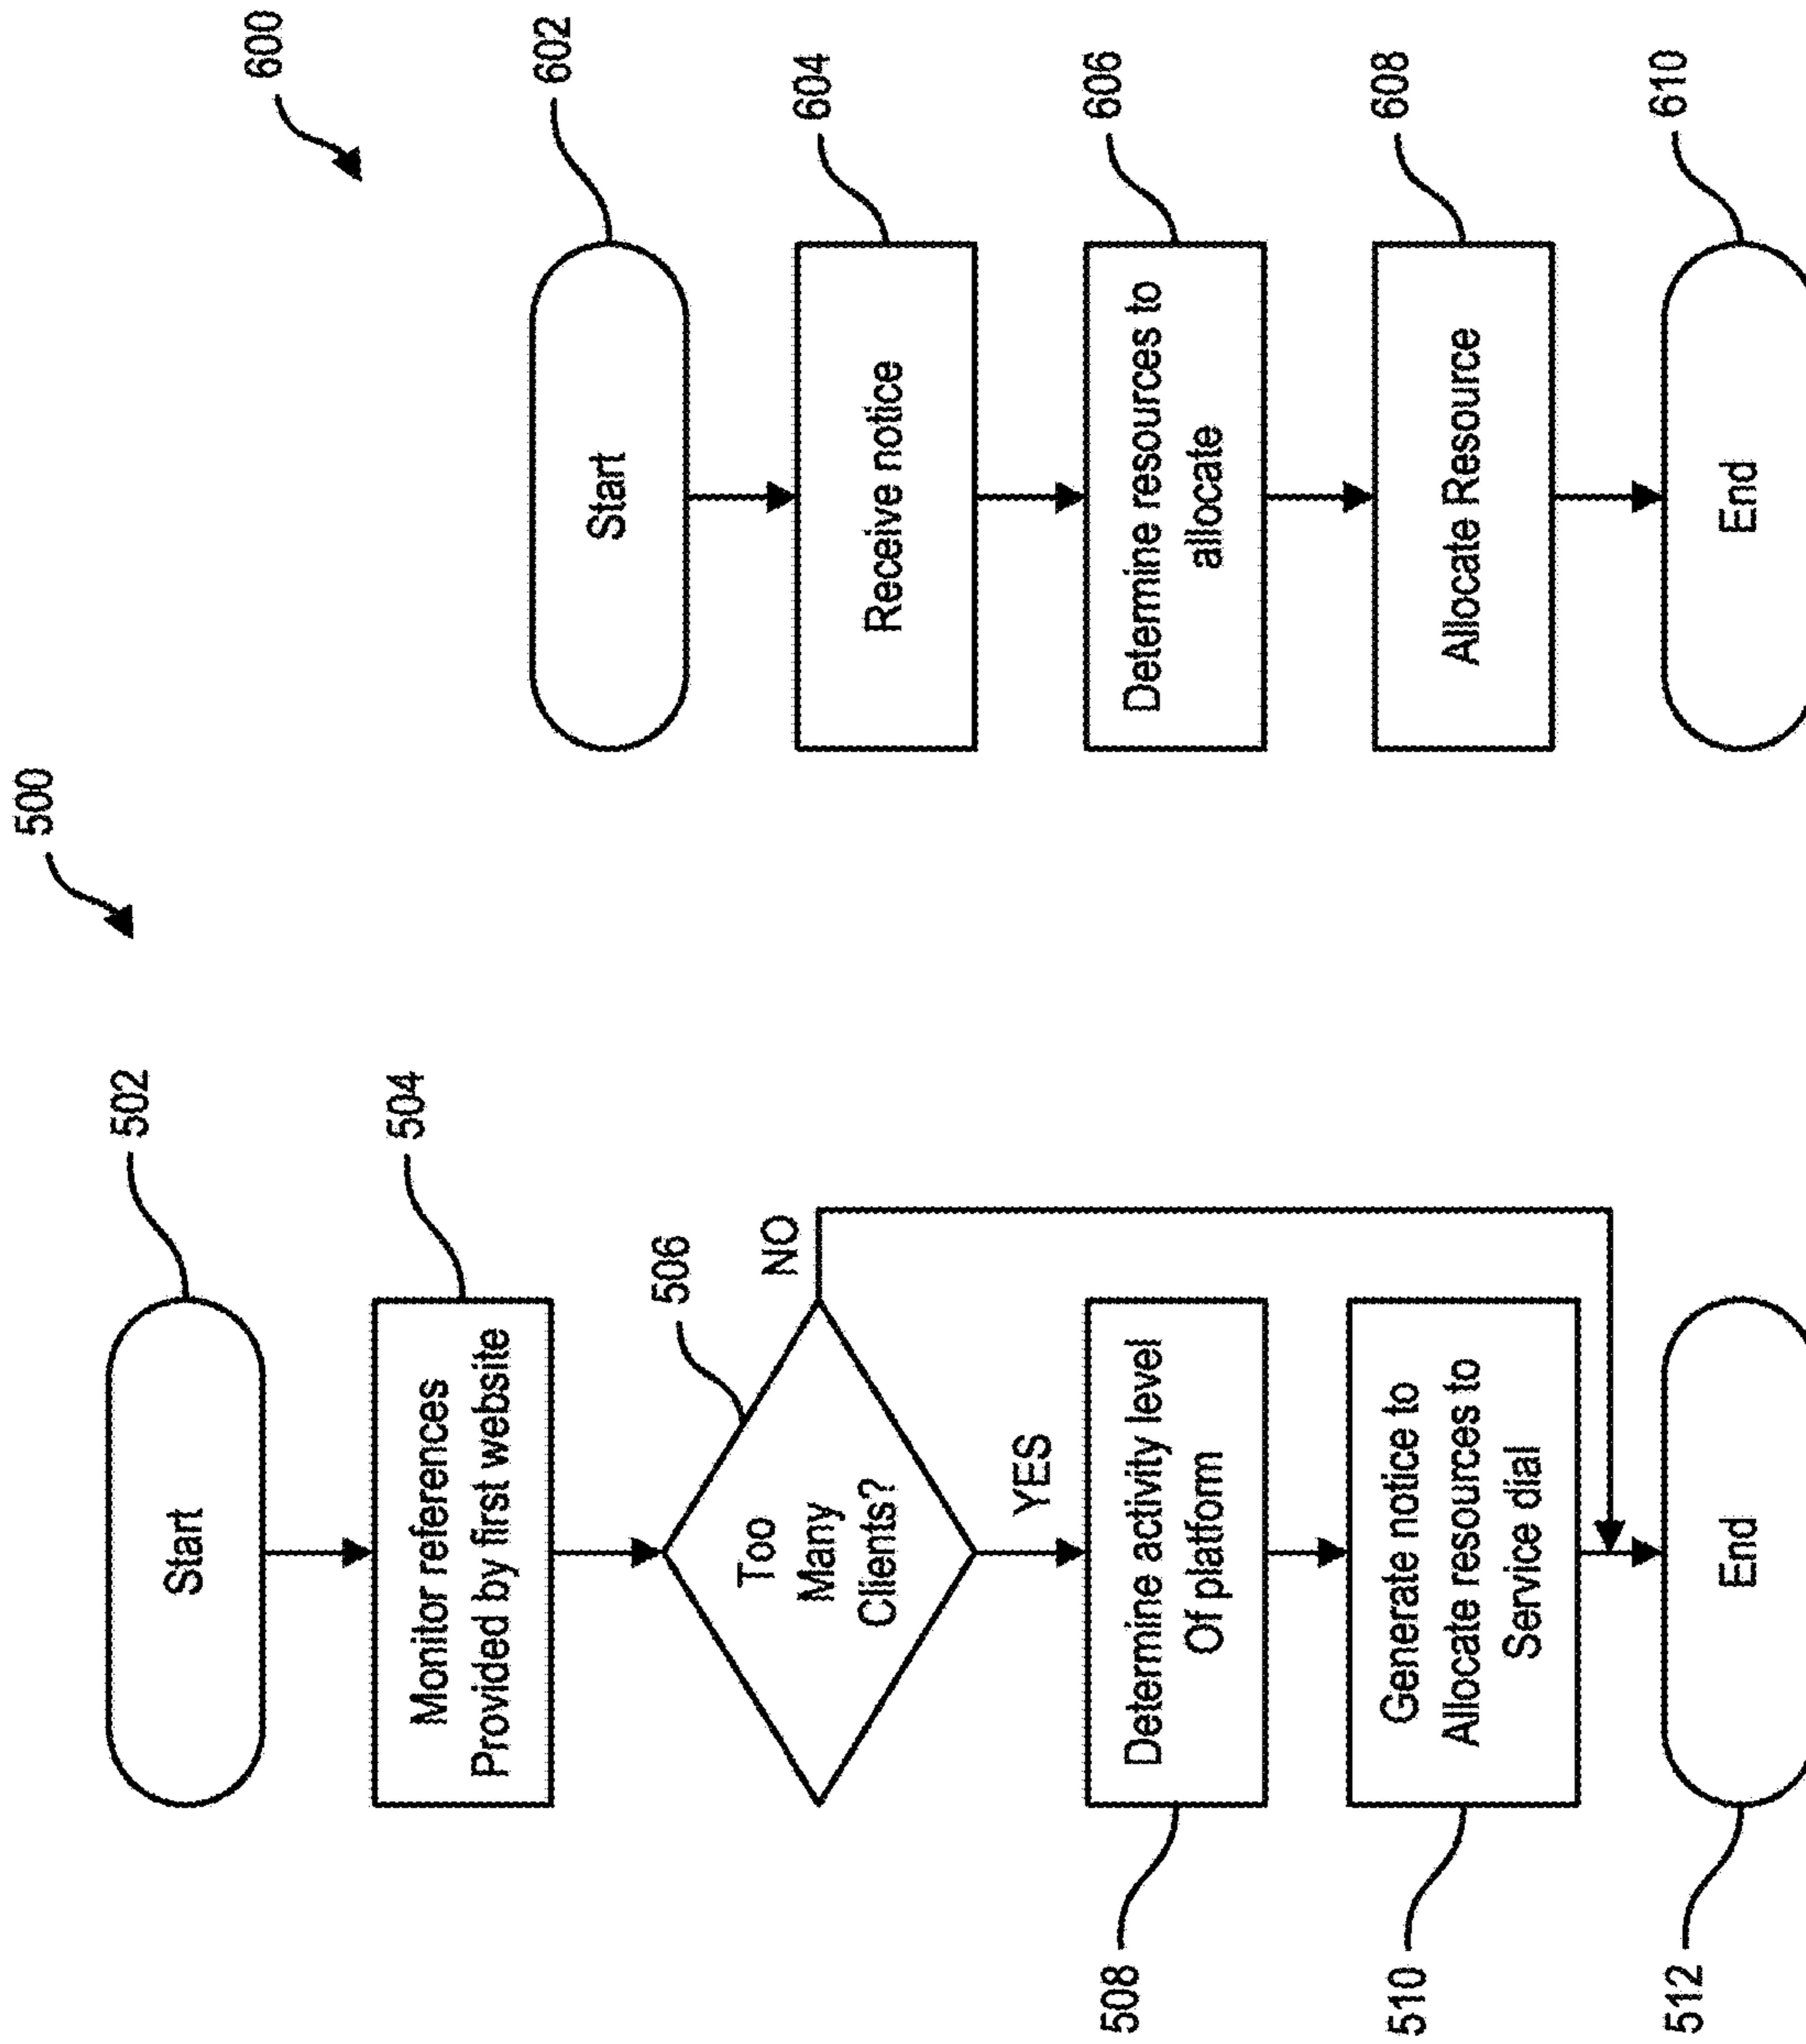 500
502
Start
504
Monitor references
Provided by first website
506
Too
Many
Clients?
NO
YES
508
Determine activity level
Of platform
510
Generate notice to
Allocate resources to
Service dial
512
End
600
602
Start
604
Receive notice
606
Determine resources to
allocate
608
Allocate Resource
610
End